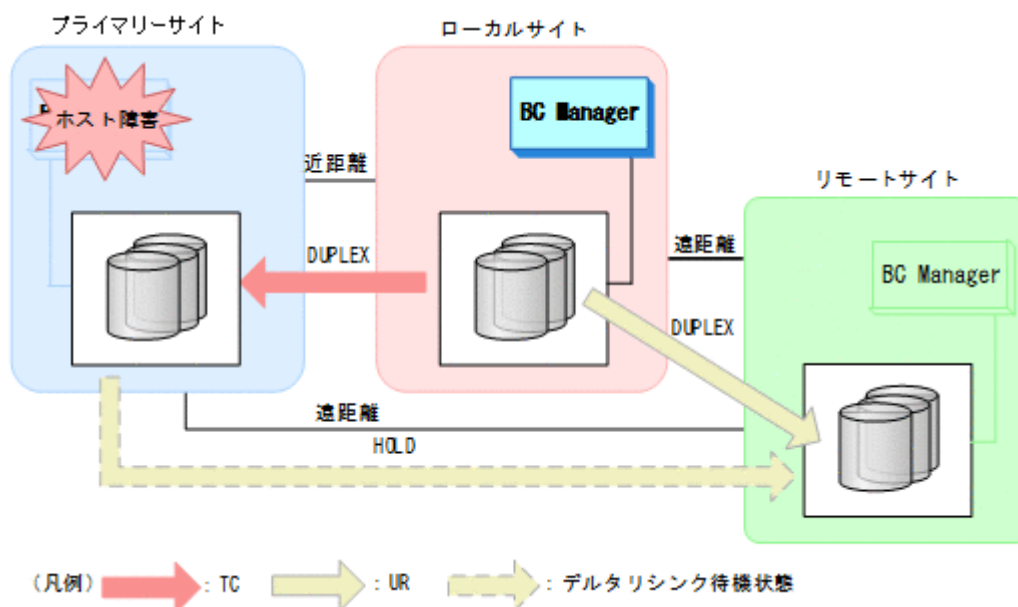 プライマリーサイト
ローカルサイト
ホスト障害
BC Manager
近距離
リモートサイト
遠距離
DUPLEX
BC Manager
DUPLEX
遠距離
HOLD
(凡例) : TC : UR : デルタリシンク待機状態